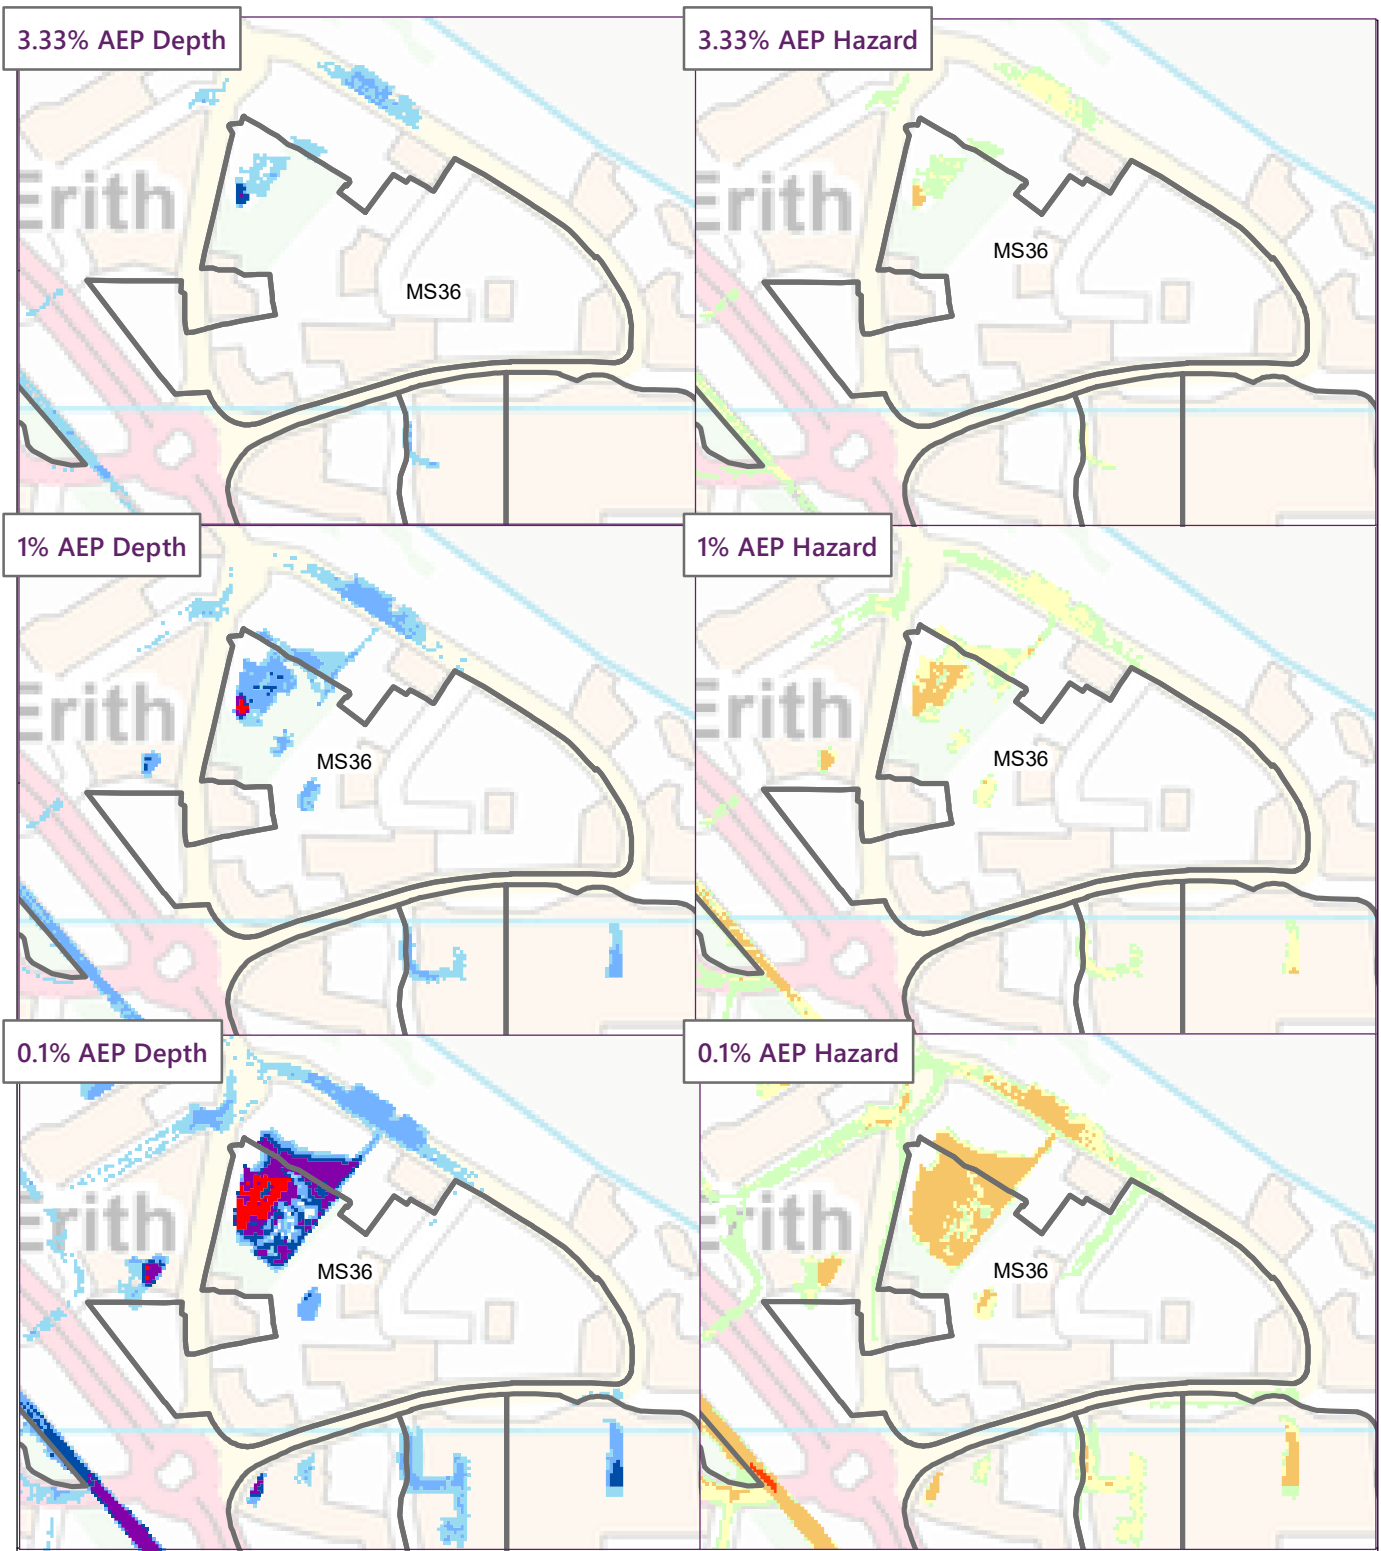 3.33% AEP Depth
3.33% AEP Hazard
Erith
Erith
MS36
MS36
1% AEP Depth
1% AEP Hazard
Erith
Erith
MS36
MS36
0.1% AEP Depth
0.1% AEP Hazard
Erith
Erith
MS36
MS36